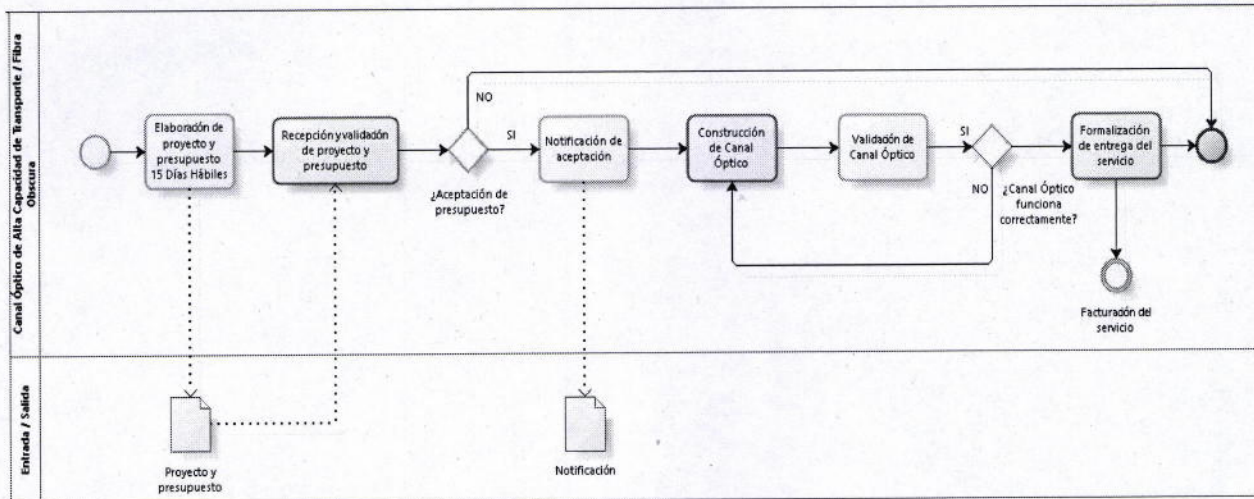 Canal Óptico de Alta Capacidad de Transporte / Fibra
Obscura
Elaboración de
proyecto y
presupuesto
15 Días Hábiles
Recepción y validación
de proyecto y
presupuesto
NO
SI
¿Aceptación de
presupuesto?
Notificación de
aceptación
Construcción
de Canal
Óptico
Validación de
Canal Óptico
SI
NO
¿Canal Óptico
funciona
correctamente?
Formalización
de entrega del
servicio
Facturación del
servicio
Entrada / Salida
Proyecto y
presupuesto
Notificación